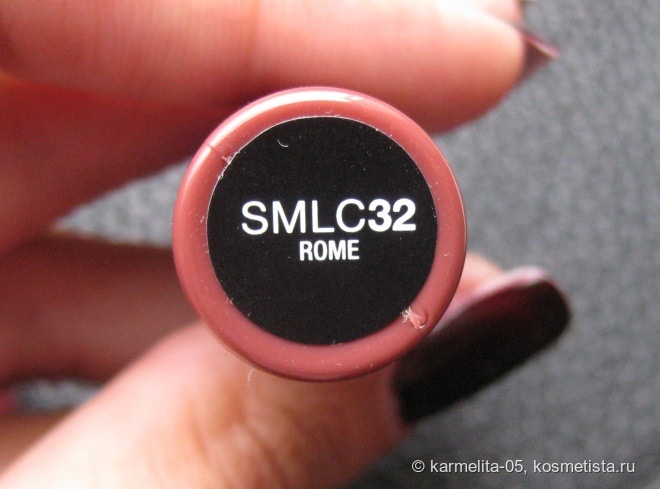 SMLC32
ROME
© karmelita-05, kosmetista.ru